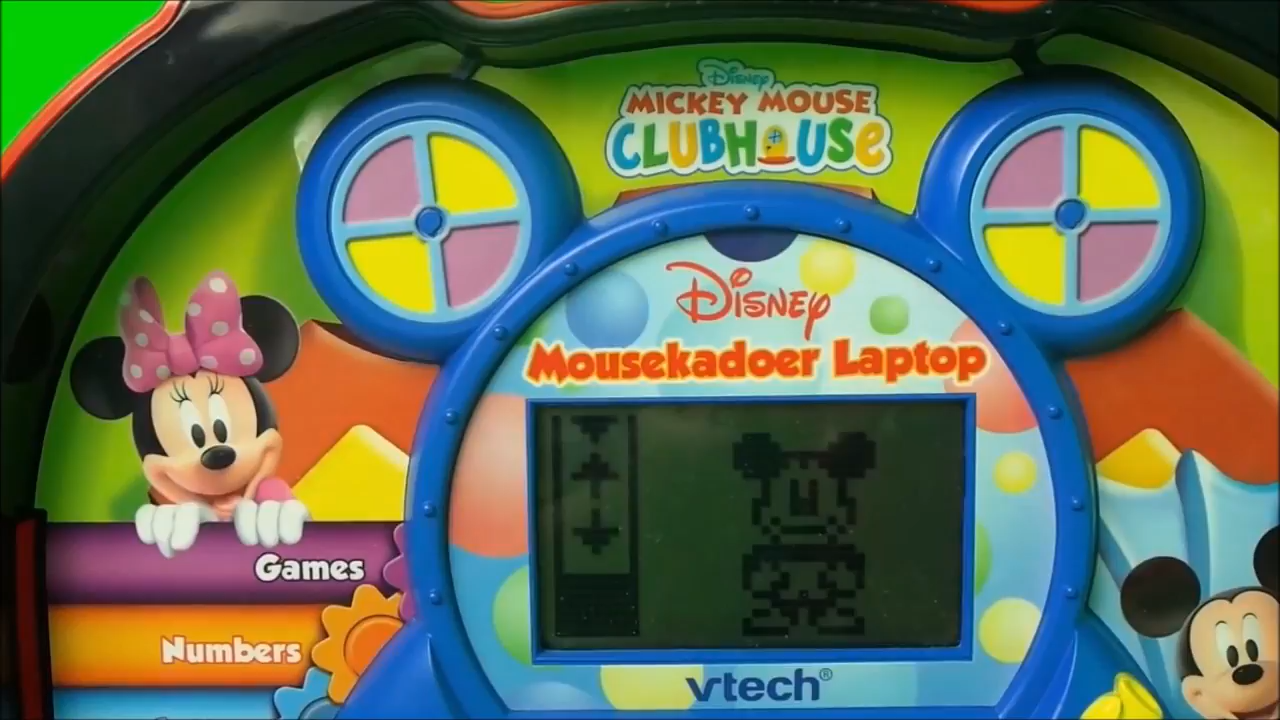 Disney
MICKEY MOUSE
CLUBHOUSE
Disney
Mousekadoer Laptop
Games
Numbers
vtech®